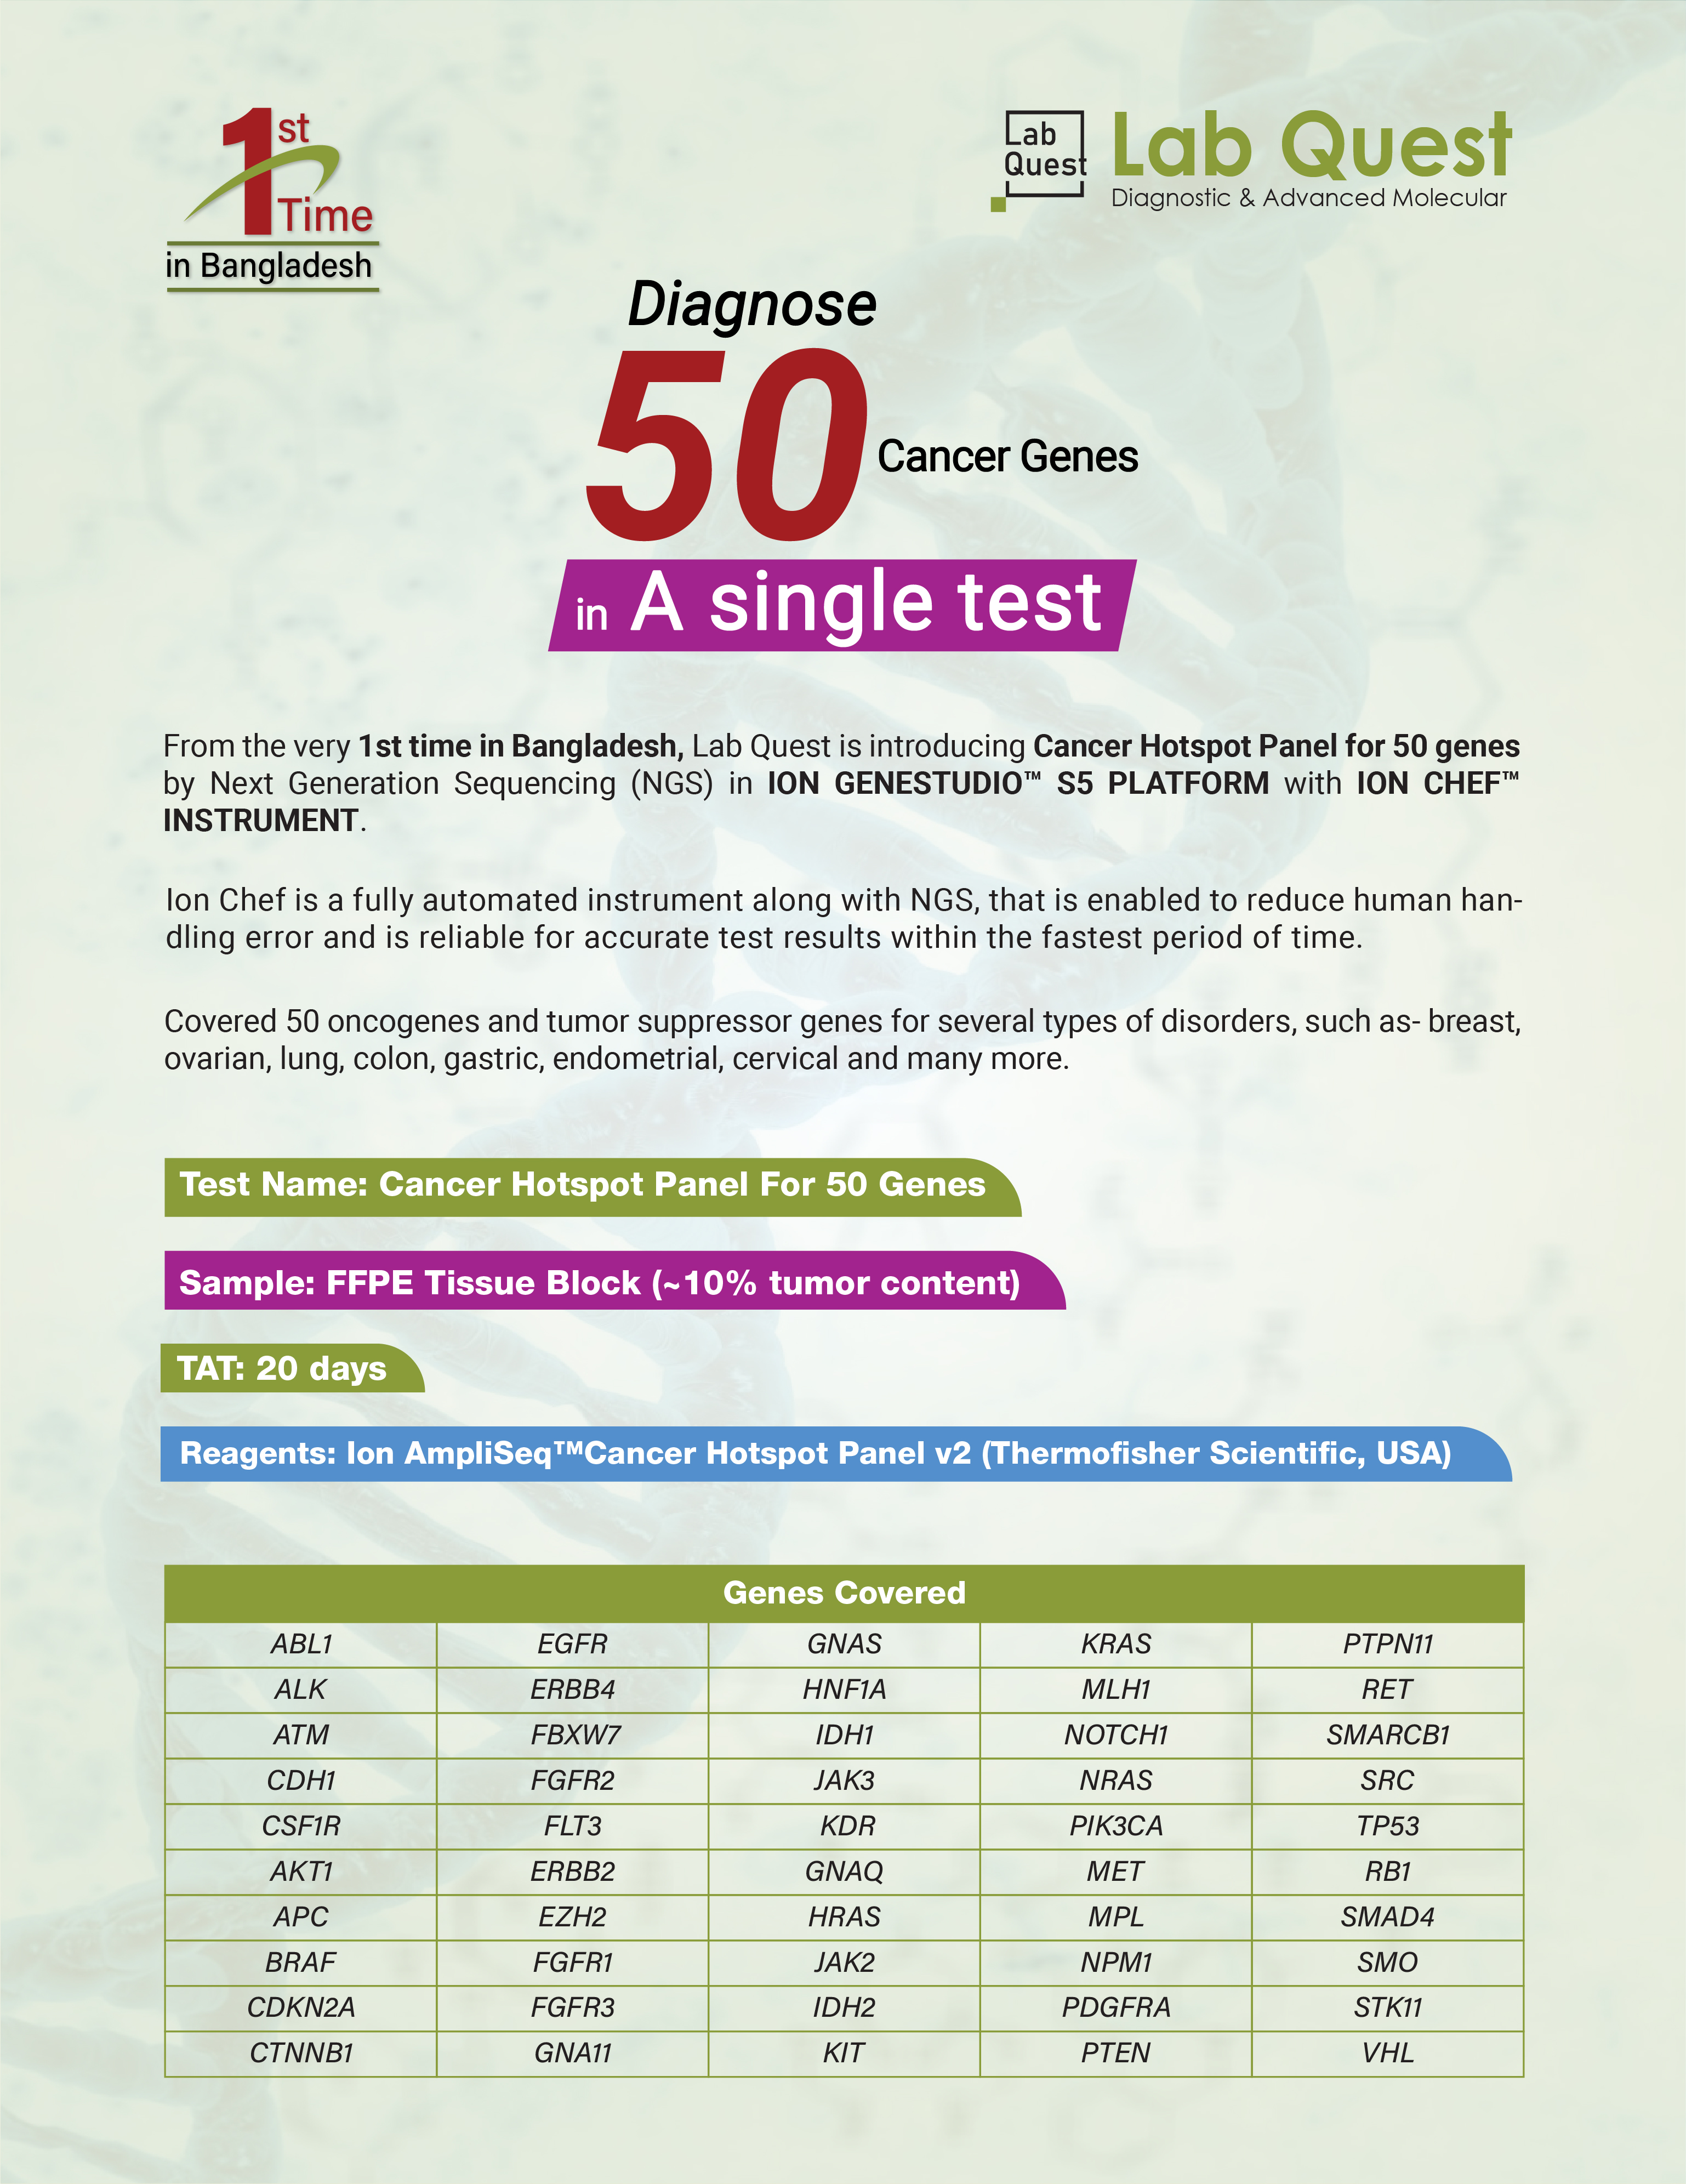 1st
Time
in Bangladesh
Lab
Quest
Lab Quest
Diagnostic & Advanced Molecular
Diagnose
50 Cancer Genes
in A single test
From the very 1st time in Bangladesh, Lab Quest is introducing Cancer Hotspot Panel for 50 genes
by Next Generation Sequencing (NGS) in ION GENESTUDIO™ S5 PLATFORM with ION CHEF™
INSTRUMENT.
Ion Chef is a fully automated instrument along with NGS, that is enabled to reduce human han-
dling error and is reliable for accurate test results within the fastest period of time.
Covered 50 oncogenes and tumor suppressor genes for several types of disorders, such as- breast,
ovarian, lung, colon, gastric, endometrial, cervical and many more.
Test Name: Cancer Hotspot Panel For 50 Genes
Sample: FFPE Tissue Block (~10% tumor content)
TAT: 20 days
Reagents: Ion AmpliSeq™Cancer Hotspot Panel v2 (Thermofisher Scientific, USA)
Genes Covered
ABL1 EGFR GNAS KRAS PTPN11
ALK ERBB4 HNF1A MLH1 RET
ATM FBXW7 IDH1 NOTCH1 SMARCB1
CDH1 FGFR2 JAK3 NRAS SRC
CSF1R FLT3 KDR PIK3CA TP53
AKT1 ERBB2 GNAQ MET RB1
APC EZH2 HRAS MPL SMAD4
BRAF FGFR1 JAK2 NPM1 SMO
CDKN2A FGFR3 IDH2 PDGFRA STK11
CTNNB1 GNA11 KIT PTEN VHL